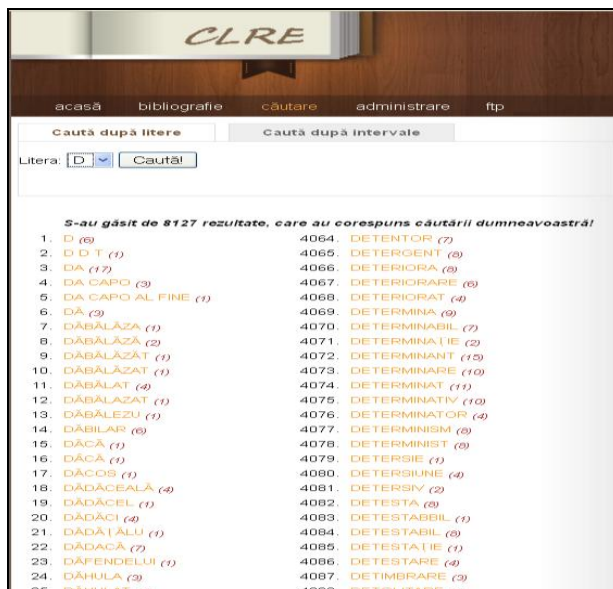 CLRE
acasă bibliografie căutare administrare ftp
Caută după litere Caută după intervale
Litera: D Caută!
S-au găsit de 8127 rezultate, care au corespuns căutării dumneavoastră!
1. D (6)
2. D D T (1)
3. DA (17)
4. DA CAPO (3)
5. DA CAPO AL FINE (1)
6. DĂ (3)
7. DĂBĂLĂZA (1)
8. DĂBĂLĂZĂ (2)
9. DĂBĂLĂZĂT (1)
10. DĂBĂLĂZAT (1)
11. DĂBĂLAT (4)
12. DĂBĂLAZAT (1)
13. DĂBĂLEZU (1)
14. DĂBILAR (6)
15. DĂCĂ (1)
16. DACĂ (1)
17. DĂCOS (1)
18. DĂDĂCEALĂ (4)
19. DĂDĂCEL (1)
20. DĂDĂCI (4)
21. DĂDĂ|ĂLU (1)
22. DĂDACĂ (7)
23. DĂFENDELUI (1)
24. DĂHULA (3)
4064. DETENTOR (7)
4065. DETERGENT (8)
4066. DETERIORA (8)
4067. DETERIORARE (6)
4068. DETERIORAT (4)
4069. DETERMINA (9)
4070. DETERMINABIL (7)
4071. DETERMINA|IE (2)
4072. DETERMINANT (15)
4073. DETERMINARE (10)
4074. DETERMINAT (11)
4075. DETERMINATIV (10)
4076. DETERMINATOR (4)
4077. DETERMINISM (8)
4078. DETERMINIST (8)
4079. DETERSIE (1)
4080. DETERSIUNE (4)
4081. DETERSIV (2)
4082. DETESTA (8)
4083. DETESTABBIL (1)
4084. DETESTABIL (8)
4085. DETESTA|IE (1)
4086. DETESTARE (4)
4087. DETIMBRARE (3)